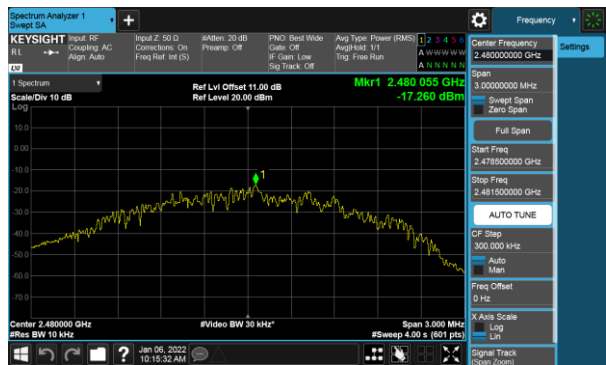 Spectrum Analyzer 1
Swept SA
Frequency
KEYSIGHT
RL
Input: RF
Coupling: AC
Align: Auto
Input Z: 50 Ω
Corrections: On
Freq Ref: Int (S)
#Atten: 20 dB
Preamp: Off
PNO: Best Wide
Gate: Off
IF Gain: Low
Sig Track: Off
Avg Type: Power (RMS)
Avg|Hold: 1/1
Trig: Free Run
1 2 3 4 5 6
A W W W W W
A N N N N N
LXI
1 Spectrum
Scale/Div 10 dB
Log
Ref Lvl Offset 11.00 dB
Ref Level 20.00 dBm
Mkr1 2.480 055 GHz
-17.260 dBm
10.0
0.00
-10.0
-20.0
-30.0
-40.0
-50.0
-60.0
-70.0
1
Center 2.480000 GHz
#Res BW 10 kHz
#Video BW 30 kHz*
Span 3.000 MHz
#Sweep 4.00 s (601 pts)
Jan 06, 2022
10:15:32 AM
Center Frequency
2.480000000 GHz
Span
3.00000000 MHz
Swept Span
Zero Span
Full Span
Start Freq
2.478500000 GHz
Stop Freq
2.481500000 GHz
AUTO TUNE
CF Step
300.000 kHz
Auto
Man
Freq Offset
0 Hz
X Axis Scale
Log
Lin
Signal Track
(Span Zoom)
Settings